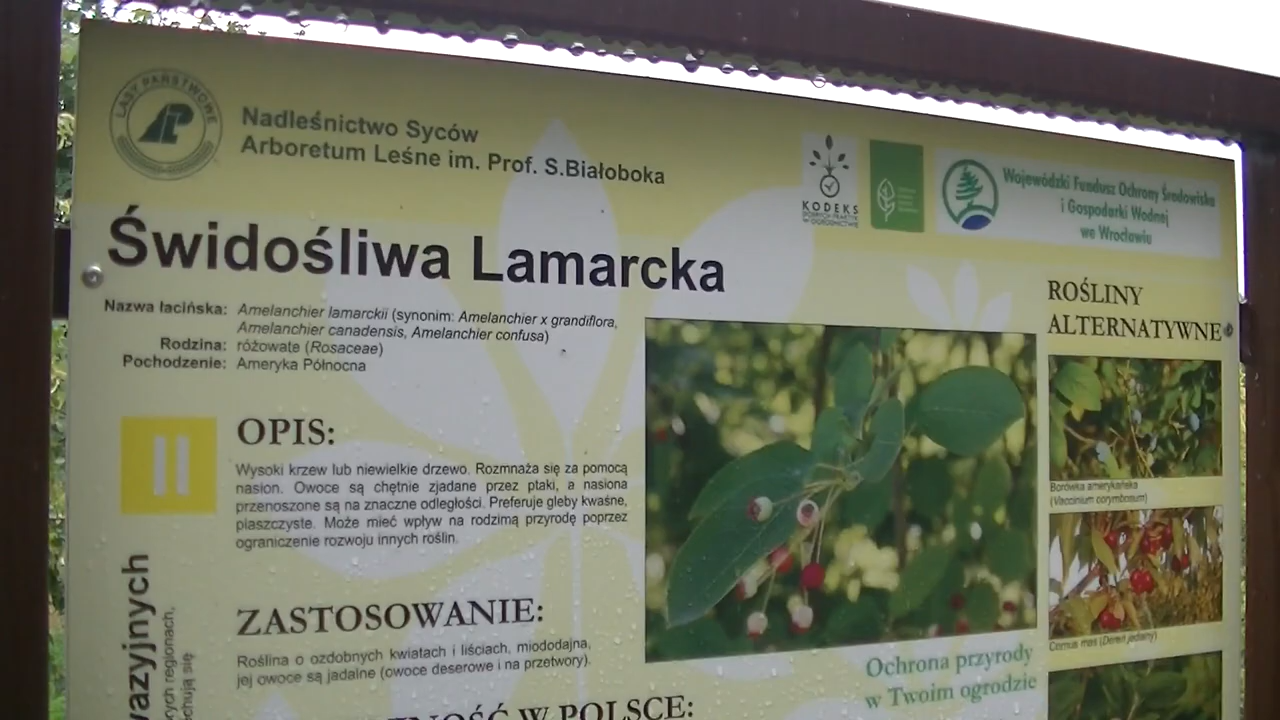 LASY PAŃSTWOWE
Nadleśnictwo Syców
Arboretum Leśne im. Prof. S.Białoboka
KODEKS
DOBRYCH PRAKTYK
W OGRODNICTWIE
Wojewódzki Fundusz Ochrony Środowiska
i Gospodarki Wodnej
we Wrocławiu
Świdośliwa Lamarcka
Nazwa łacińska: Amelanchier lamarckii (synonim: Amelanchier x grandiflora,
Amelanchier canadensis, Amelanchier confusa)
Rodzina: różowate (Rosaceae)
Pochodzenie: Ameryka Północna
II
OPIS:
Wysoki krzew lub niewielkie drzewo. Rozmnaża się za pomocą
nasion. Owoce są chętnie zjadane przez ptaki, a nasiona
przenoszone są na znaczne odległości. Preferuje gleby kwaśne,
piaszczyste. Może mieć wpływ na rodzimą przyrodę poprzez
ograniczenie rozwoju innych roślin.
ZASTOSOWANIE:
Roślina o ozdobnych kwiatach i liściach, miododajna,
jej owoce są jadalne (owoce deserowe i na przetwory).
W POLSCE:
Ochrona przyrody
w Twoim ogrodzie
ROŚLINY
ALTERNATYWNE
Borówka amerykańska
(Vaccinium corymbosum)
Cornus mas (Dereń jadalny)
wazyjnych
regionach,
się